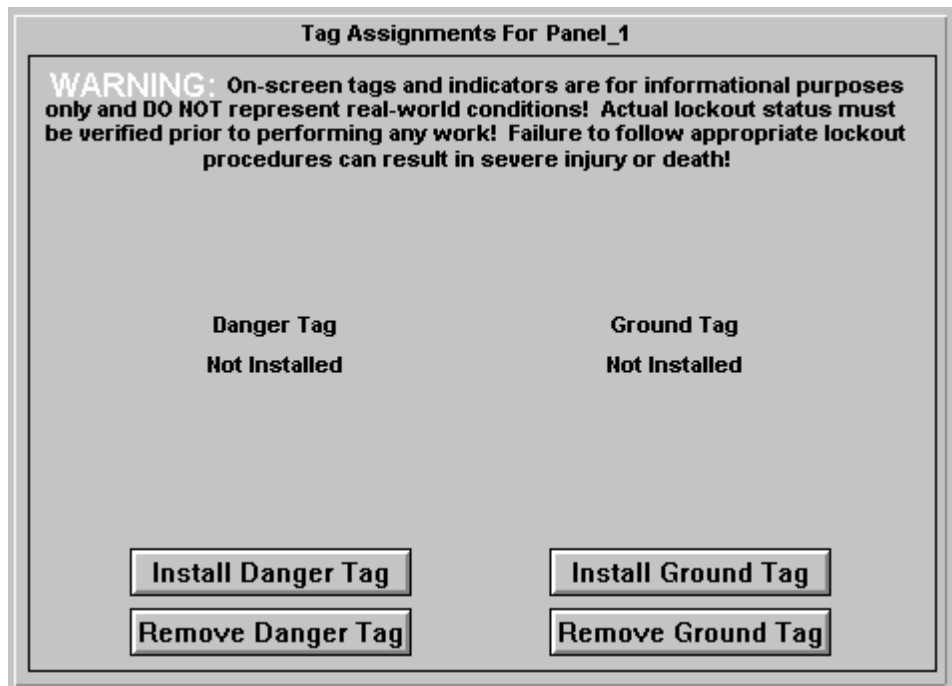 Tag Assignments For Panel_1
WARNING: On-screen tags and indicators are for informational purposes
only and DO NOT represent real-world conditions! Actual lockout status must
be verified prior to performing any work! Failure to follow appropriate lockout
procedures can result in severe injury or death!
Danger Tag
Not Installed
Ground Tag
Not Installed
Install Danger Tag
Install Ground Tag
Remove Danger Tag
Remove Ground Tag